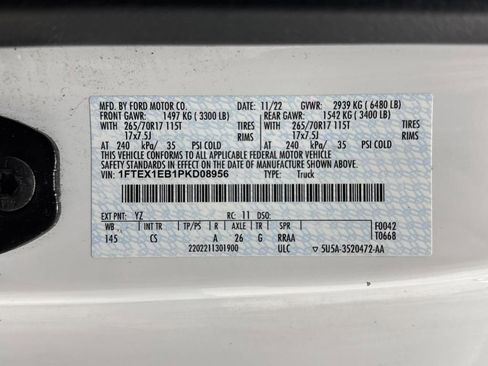 MFD. BY FORD MOTOR CO.
DATE: 11/22 GVWR: 2939 KG ( 6480 LB)
FRONT GAWR: 1497 KG ( 3300 LB) REAR GAWR: 1542 KG ( 3400 LB)
WITH 265/70R17 115T TIRES WITH 265/70R17 115T TIRES
17x7.5J RIMS 17x7.5J RIMS
AT 240 kPa/ 35 PSI COLD AT 240 kPa/ 35 PSI COLD
THIS VEHICLE CONFORMS TO ALL APPLICABLE FEDERAL MOTOR VEHICLE
SAFETY STANDARDS IN EFFECT ON THE DATE OF MANUFACTURE SHOWN ABOVE.
VIN: 1FTEX1EB1PKD08956 TYPE: Truck
EXT PNT: YZ RC: 11 DSO:
WB INT TR R AXLE TR SPR F0042
145 CS A 26 G RRAA T0668
2202211301900 ULC 5U5A-3520472-AA